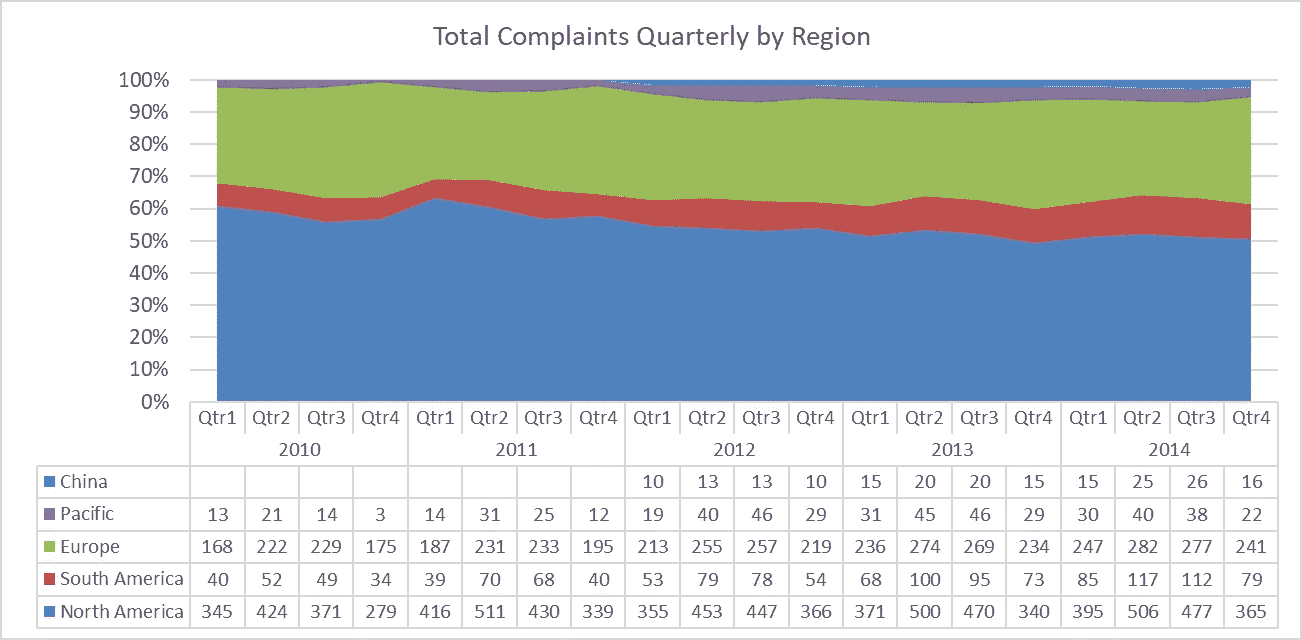 Total Complaints Quarterly by Region
100%
90%
80%
70%
60%
50%
40%
30%
20%
10%
0%
Qtr1 Qtr2 Qtr3 Qtr4 Qtr1 Qtr2 Qtr3 Qtr4 Qtr1 Qtr2 Qtr3 Qtr4 Qtr1 Qtr2 Qtr3 Qtr4 Qtr1 Qtr2 Qtr3 Qtr4
2010 2011 2012 2013 2014
China 10 13 13 10 15 20 20 15 15 25 26 16
Pacific 13 21 14 3 14 31 25 12 19 40 46 29 31 45 46 29 30 40 38 22
Europe 168 222 229 175 187 231 233 195 213 255 257 219 236 274 269 234 247 282 277 241
South America 40 52 49 34 39 70 68 40 53 79 78 54 68 100 95 73 85 117 112 79
North America 345 424 371 279 416 511 430 339 355 453 447 366 371 500 470 340 395 506 477 365